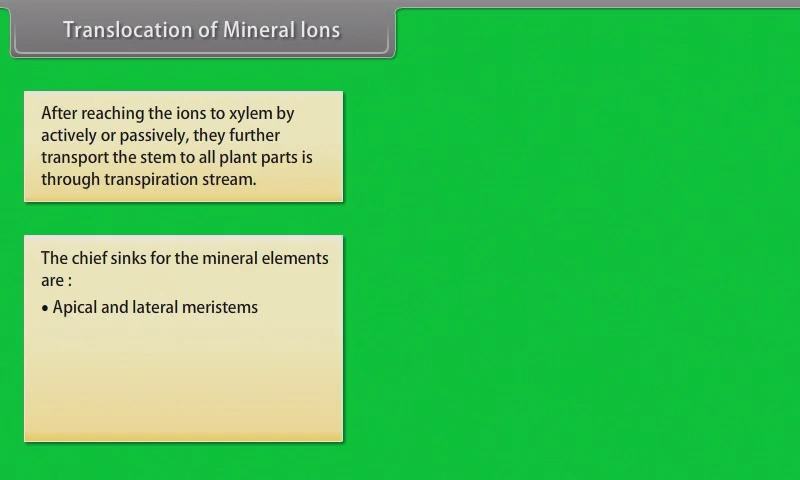 Translocation of Mineral Ions
After reaching the ions to xylem by
actively or passively, they further
transport the stem to all plant parts is
through transpiration stream.
The chief sinks for the mineral elements
are :
• Apical and lateral meristems